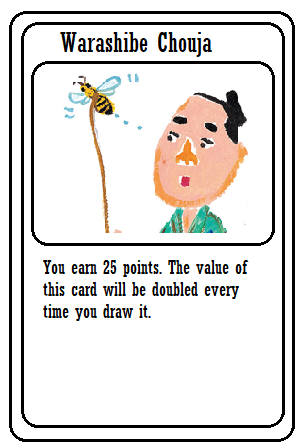 Warashibe Chouja
You earn 25 points. The value of
this card will be doubled every
time you draw it.